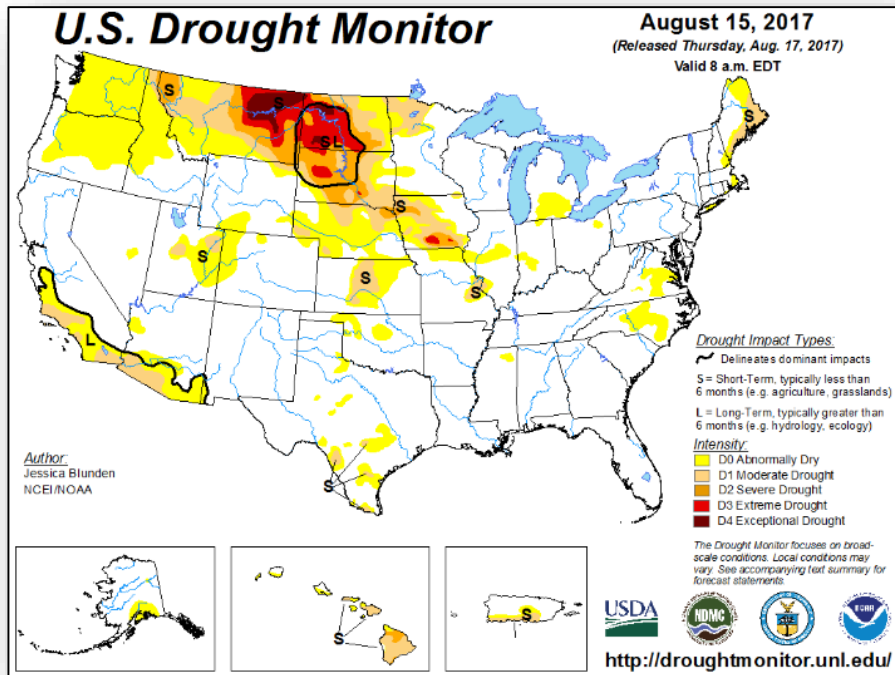 U.S. Drought Monitor
August 15, 2017
(Released Thursday, Aug. 17, 2017)
Valid 8 a.m. EDT
S
S
SL
S
S
S
S
S
L
S
Drought Impact Types:
Delineates dominant impacts
S = Short-Term, typically less than
6 months (e.g. agriculture, grasslands)
L = Long-Term, typically greater than
6 months (e.g. hydrology, ecology)
Intensity:
D0 Abnormally Dry
D1 Moderate Drought
D2 Severe Drought
D3 Extreme Drought
D4 Exceptional Drought
Author:
Jessica Blunden
NCEI/NOAA
The Drought Monitor focuses on broad-
scale conditions. Local conditions may
vary. See accompanying text summary for
forecast statements.
S
S
USDA
NDMC
NOAA
http://droughtmonitor.unl.edu/